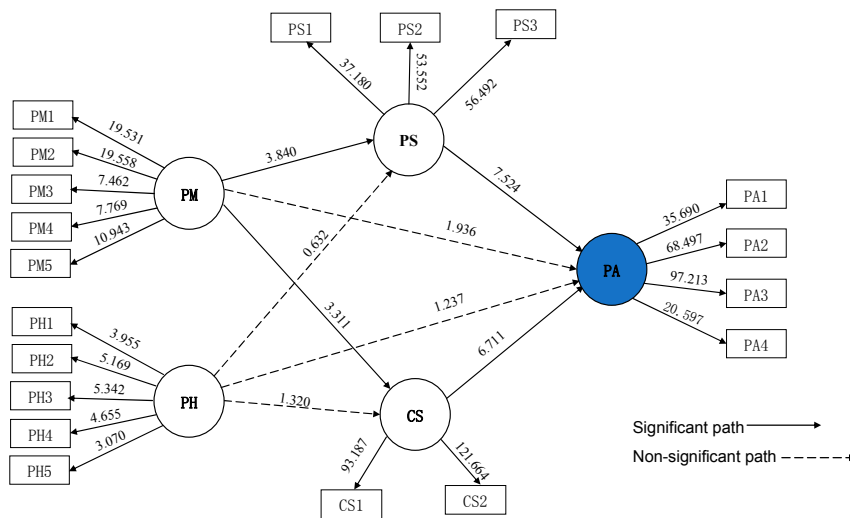 PS1
PS2
PS3
37.180
53.552
56.492
PS
PM1
PM2
PM3
PM4
PM5
19.531
19.558
7.462
7.769
10.943
PM
3.840
7.524
1.936
0.632
3.311
1.237
PA
35.690
68.497
97.213
20.597
PA1
PA2
PA3
PA4
PH1
PH2
PH3
PH4
PH5
3.955
5.169
5.342
4.655
3.070
PH
1.320
6.711
CS
93.187
121.664
CS1
CS2
Significant path
Non-significant path